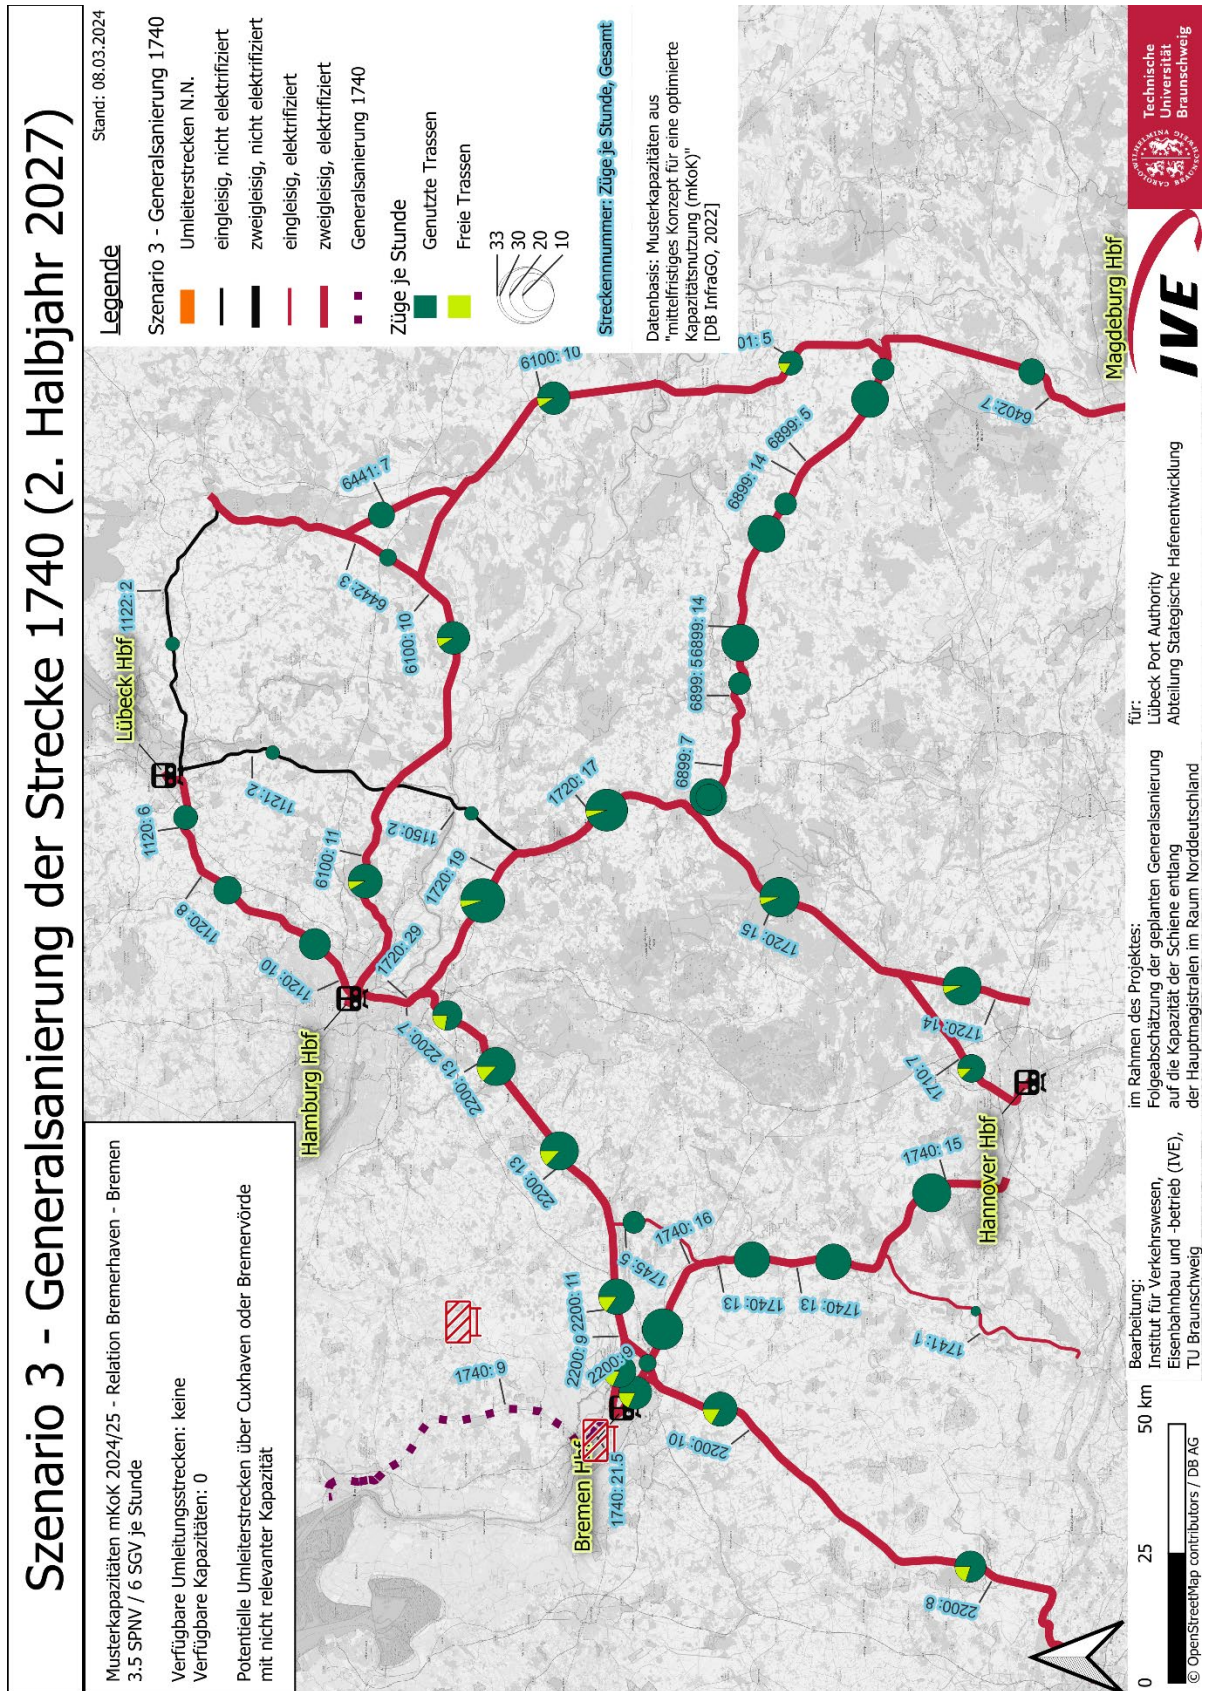 Szenario 3 - Generalsanierung der Strecke 1740 (2. Halbjahr 2027)
Musterkapazitäten mKoK 2024/25 - Relation Bremerhaven - Bremen
3.5 SPNV / 6 SGV je Stunde
Verfügbare Umleitungsstrecken: keine
Verfügbare Kapazitäten: 0
Potentielle Umleiterstrecken über Cuxhaven oder Bremervörde
mit nicht relevanter Kapazität
Stand: 08.03.2024
Legende
Szenario 3 - Generalsanierung 1740
Umleiterstrecken N.N.
eingleisig, nicht elektrifiziert
zweigleisig, nicht elektrifiziert
eingleisig, elektrifiziert
zweigleisig, elektrifiziert
Generalsanierung 1740
Züge je Stunde
Genutzte Trassen
Freie Trassen
33
30
20
10
Streckennnummer: Züge je Stunde, Gesamt
Datenbasis: Musterkapazitäten aus
"mittelfristiges Konzept für eine optimierte
Kapazitätsnutzung (mKoK)"
[DB InfraGO, 2022]
Lübeck Hbf
1122: 2
1120: 6
1121: 2
1120: 8
1120: 10
Hamburg Hbf
6441: 7
6442: 3
6100: 10
6100: 10
6100: 11
1150: 2
1720: 29
1720: 19
1720: 17
2200: 7
2200: 13
2200: 13
01: 5
6899: 5
6899: 14
6899: 5
6899: 14
6899: 7
6402: 7
Magdeburg Hbf
1720: 15
1720: 14
1710: 7
Hannover Hbf
1740: 15
1740: 16
1745: 5
1740: 13
1740: 13
1741: 1
2200: 11
2200: 9
2200: 9
1740: 9
Bremen Hbf
1740: 21.5
2200: 10
2200: 8
0 25 50 km
© OpenStreetMap contributors / DB AG
Bearbeitung:
Institut für Verkehrswesen,
Eisenbahnbau und -betrieb (IVE),
TU Braunschweig
im Rahmen des Projektes:
Folgeabschätzung der geplanten Generalsanierung
auf die Kapazität der Schiene entlang
der Hauptmagistralen im Raum Norddeutschland
für:
Lübeck Port Authority
Abteilung Stategische Hafenentwicklung
IVE
CAROLO-WILHELMINA
BRAUNSCHWEIG
Technische
Universität
Braunschweig